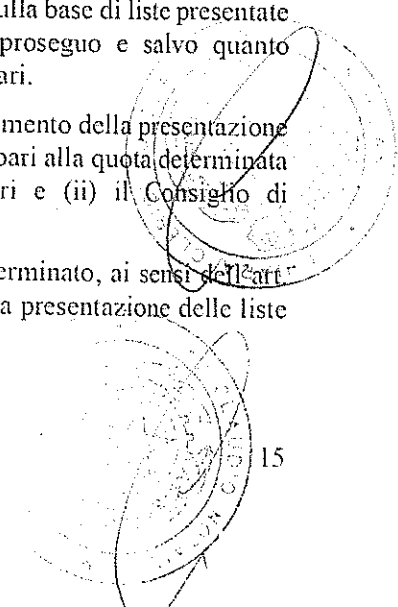 ulla base di liste presentate
proseguo e salvo quanto
ari.
mento della presentazione
pari alla quota determinata
ri e (ii) il Consiglio di
erminato, ai sensi dell'art.
a presentazione delle liste
15